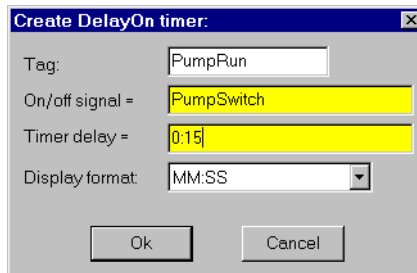 Create DelayOn timer:
Tag: PumpRun
On/off signal = PumpSwitch
Timer delay = 0:15
Display format: MM:SS
Ok Cancel